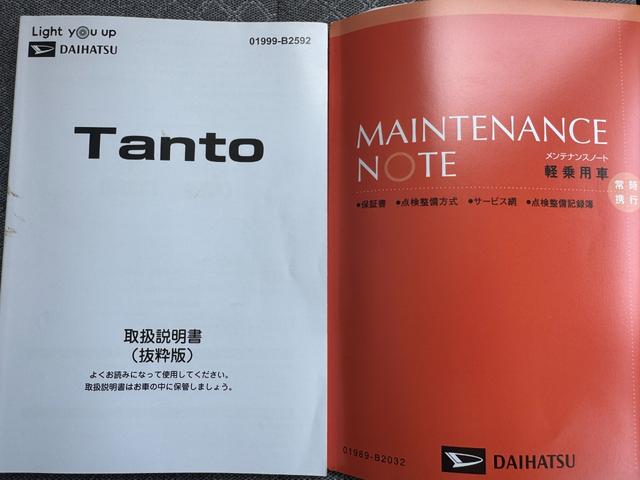 Light you up
DAIHATSU
01999-B2592
Tanto
取扱説明書
(抜粋版)
よくお読みになって使用してください。
取扱説明書はお車の中に保管しましょう。
MAINTENANCE
NOTE
メンテナンスノート
軽乗用車
常時
携行
●保証書 ●点検整備方式 ●サービス網 ●点検整備記録簿
01989-B2032
DAIHATSU